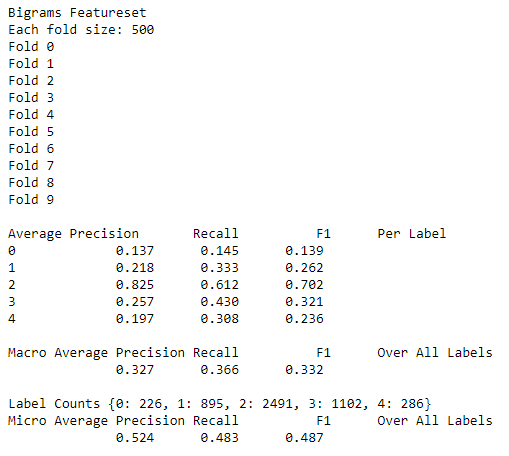 Bigrams Featureset
Each fold size: 500
Fold 0
Fold 1
Fold 2
Fold 3
Fold 4
Fold 5
Fold 6
Fold 7
Fold 8
Fold 9
Average Precision Recall F1 Per Label
0 0.137 0.145 0.139
1 0.218 0.333 0.262
2 0.825 0.612 0.702
3 0.257 0.430 0.321
4 0.197 0.308 0.236
Macro Average Precision Recall F1 Over All Labels
0.327 0.366 0.332
Label Counts {0: 226, 1: 895, 2: 2491, 3: 1102, 4: 286}
Micro Average Precision Recall F1 Over All Labels
0.524 0.483 0.487